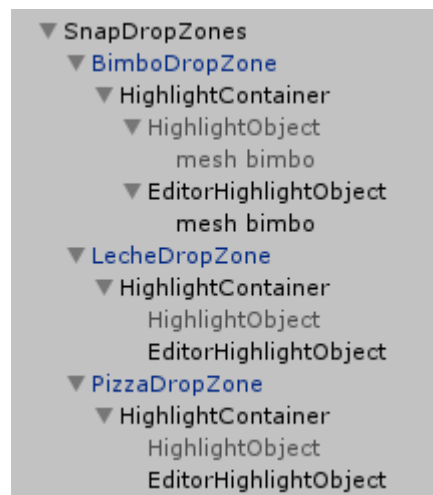 SnapDropZones
BimboDropZone
HighlightContainer
HighlightObject
mesh bimbo
EditorHighlightObject
mesh bimbo
LecheDropZone
HighlightContainer
HighlightObject
EditorHighlightObject
PizzaDropZone
HighlightContainer
HighlightObject
EditorHighlightObject